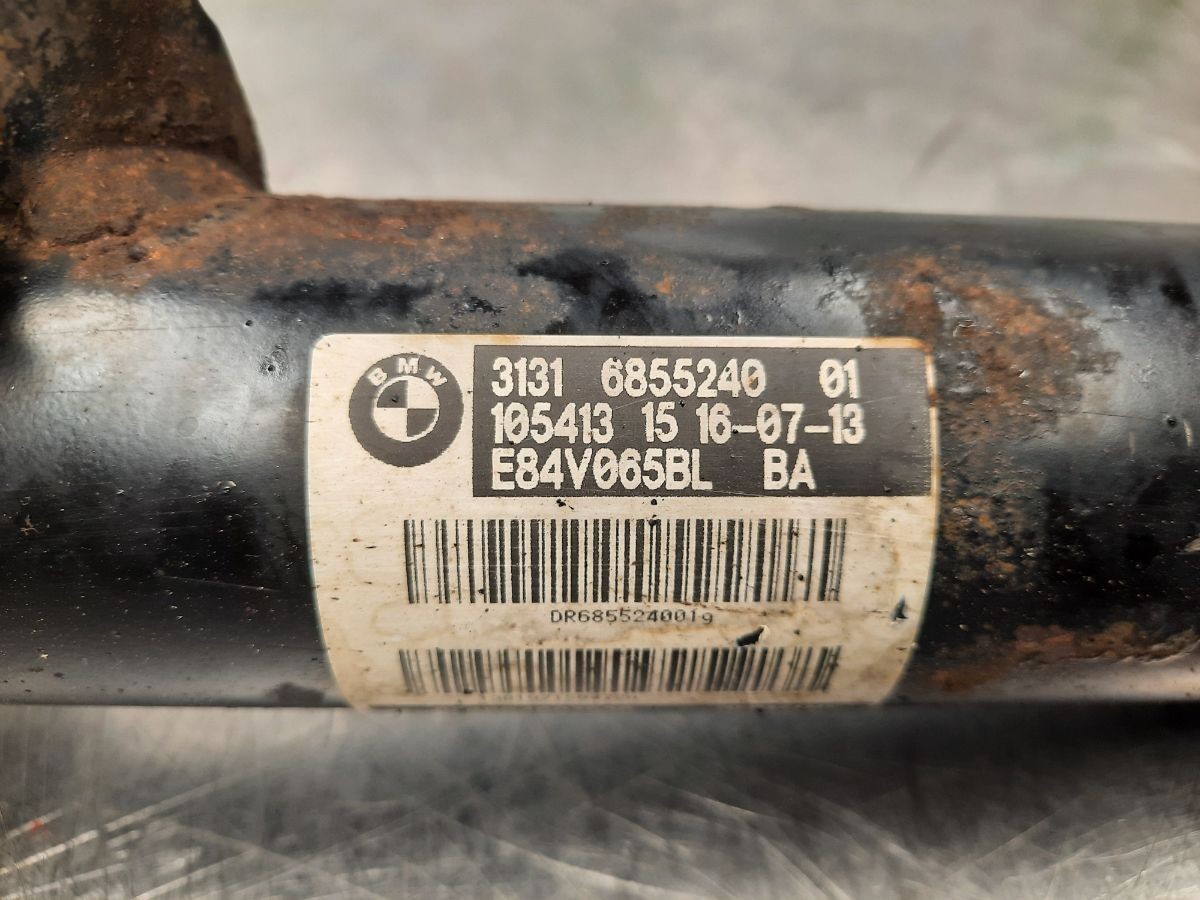 BMW
3131 6855240 01
105413 15 16-07-13
E84V065BL BA
DR6855240019